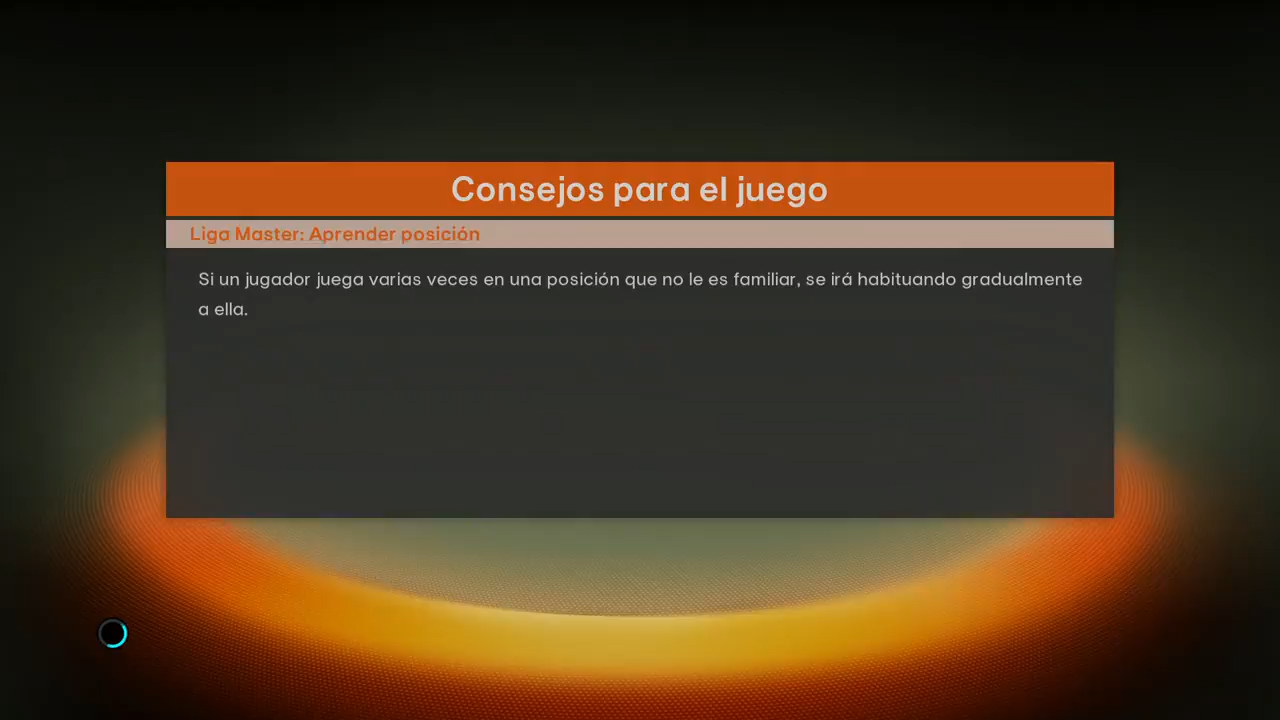 Consejos para el juego
Liga Master: Aprender posición
Si un jugador juega varias veces en una posición que no le es familiar, se irá habituando gradualmente
a ella.